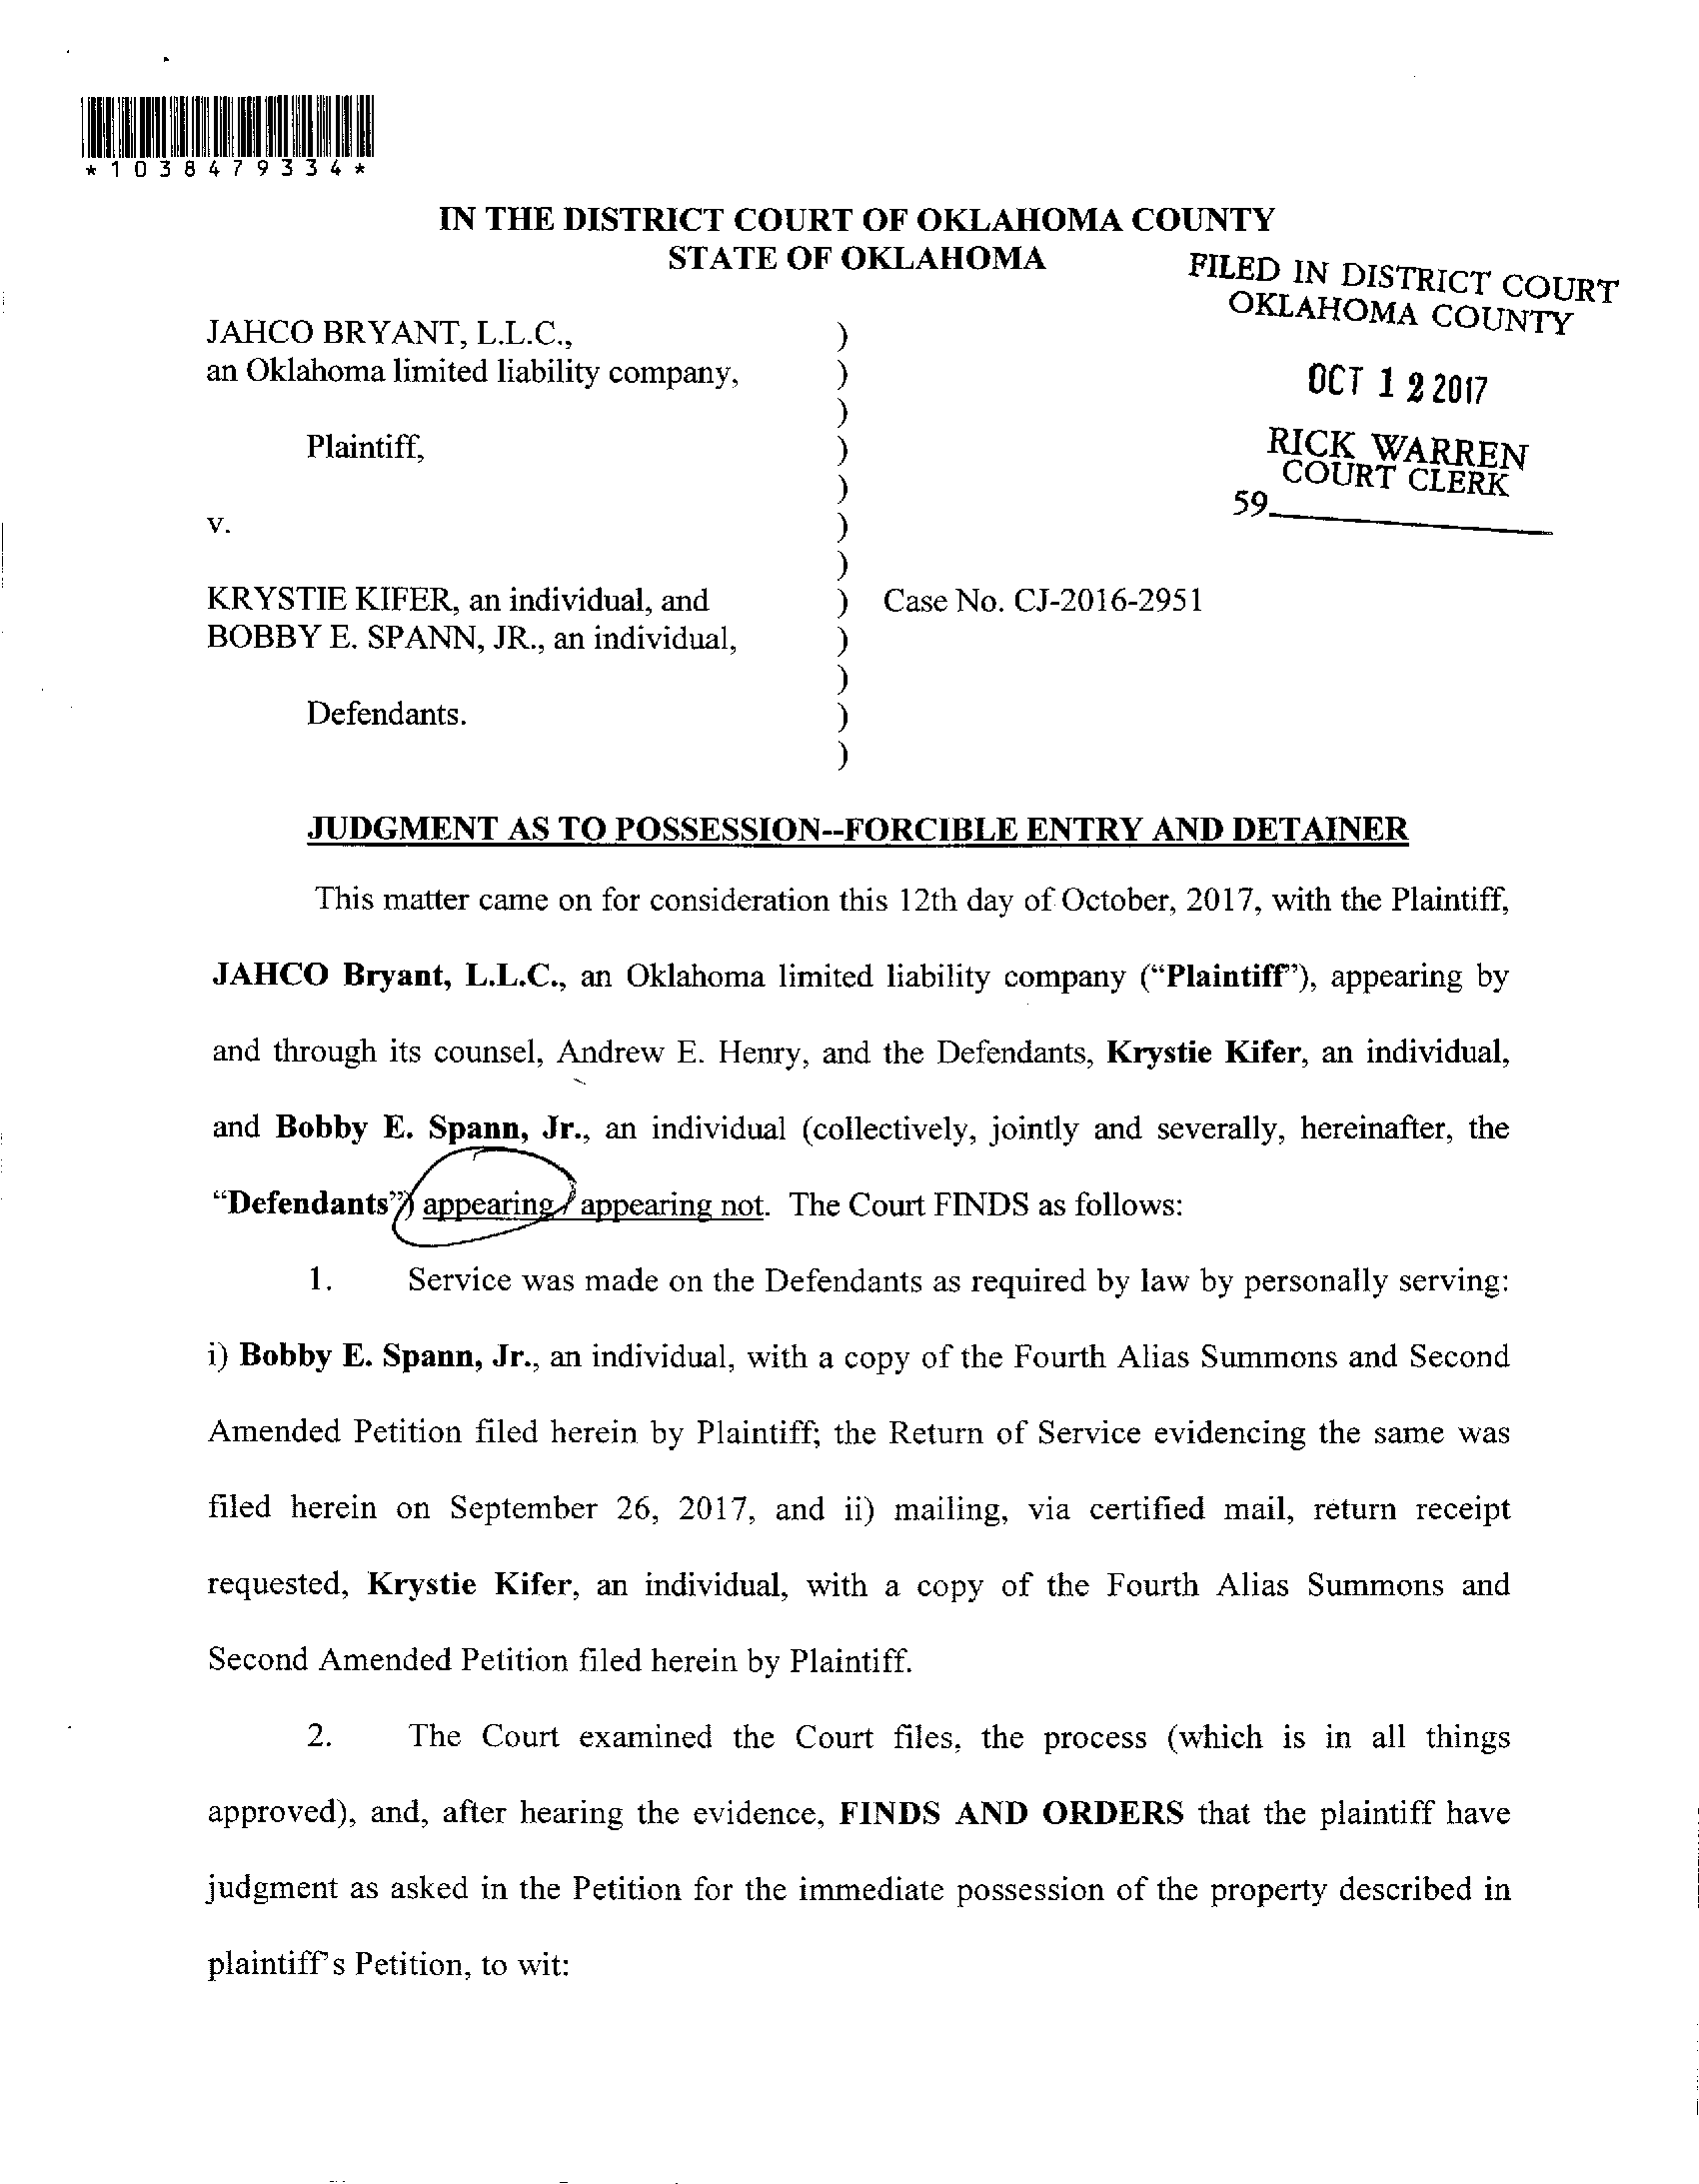 *1038479334*
IN THE DISTRICT COURT OF OKLAHOMA COUNTY
STATE OF OKLAHOMA
FILED IN DISTRICT COURT
OKLAHOMA COUNTY
OCT 12 2017
RICK WARREN
COURT CLERK
59
JAHCO BRYANT, L.L.C., )
an Oklahoma limited liability company, )
)
Plaintiff, )
)
v. )
)
KRYSTIE KIFER, an individual, and ) Case No. CJ-2016-2951
BOBBY E. SPANN, JR., an individual, )
)
Defendants. )
)
JUDGMENT AS TO POSSESSION--FORCIBLE ENTRY AND DETAINER
This matter came on for consideration this 12th day of October, 2017, with the Plaintiff,
JAHCO Bryant, L.L.C., an Oklahoma limited liability company (“Plaintiff”), appearing by
and through its counsel, Andrew E. Henry, and the Defendants, Krystie Kifer, an individual,
and Bobby E. Spann, Jr., an individual (collectively, jointly and severally, hereinafter, the
“Defendants”) appearing/ appearing not. The Court FINDS as follows:
1. Service was made on the Defendants as required by law by personally serving:
i) Bobby E. Spann, Jr., an individual, with a copy of the Fourth Alias Summons and Second
Amended Petition filed herein by Plaintiff; the Return of Service evidencing the same was
filed herein on September 26, 2017, and ii) mailing, via certified mail, return receipt
requested, Krystie Kifer, an individual, with a copy of the Fourth Alias Summons and
Second Amended Petition filed herein by Plaintiff.
2. The Court examined the Court files, the process (which is in all things
approved), and, after hearing the evidence, FINDS AND ORDERS that the plaintiff have
judgment as asked in the Petition for the immediate possession of the property described in
plaintiff's Petition, to wit: